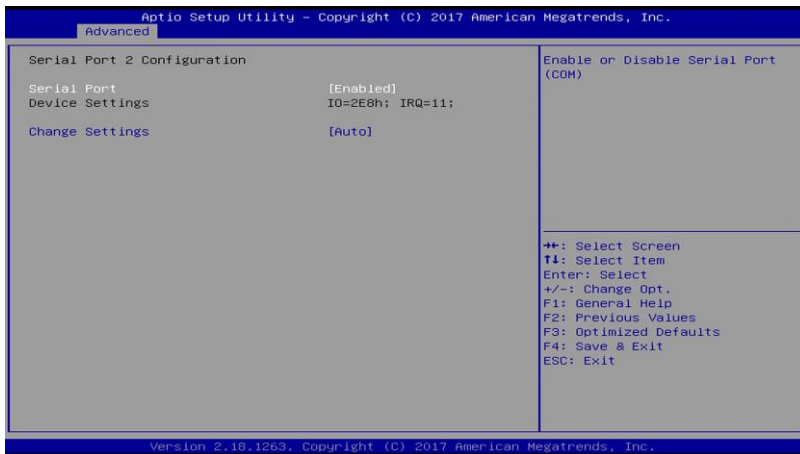 Aptio Setup Utility – Copyright (C) 2017 American Megatrends, Inc.
Advanced
Serial Port 2 Configuration
Serial Port [Enabled]
Device Settings IO=2E8h; IRQ=11;
Change Settings [Auto]
Enable or Disable Serial Port
(COM)
→←: Select Screen
↑↓: Select Item
Enter: Select
+/-: Change Opt.
F1: General Help
F2: Previous Values
F3: Optimized Defaults
F4: Save & Exit
ESC: Exit
Version 2.18.1263. Copyright (C) 2017 American Megatrends, Inc.